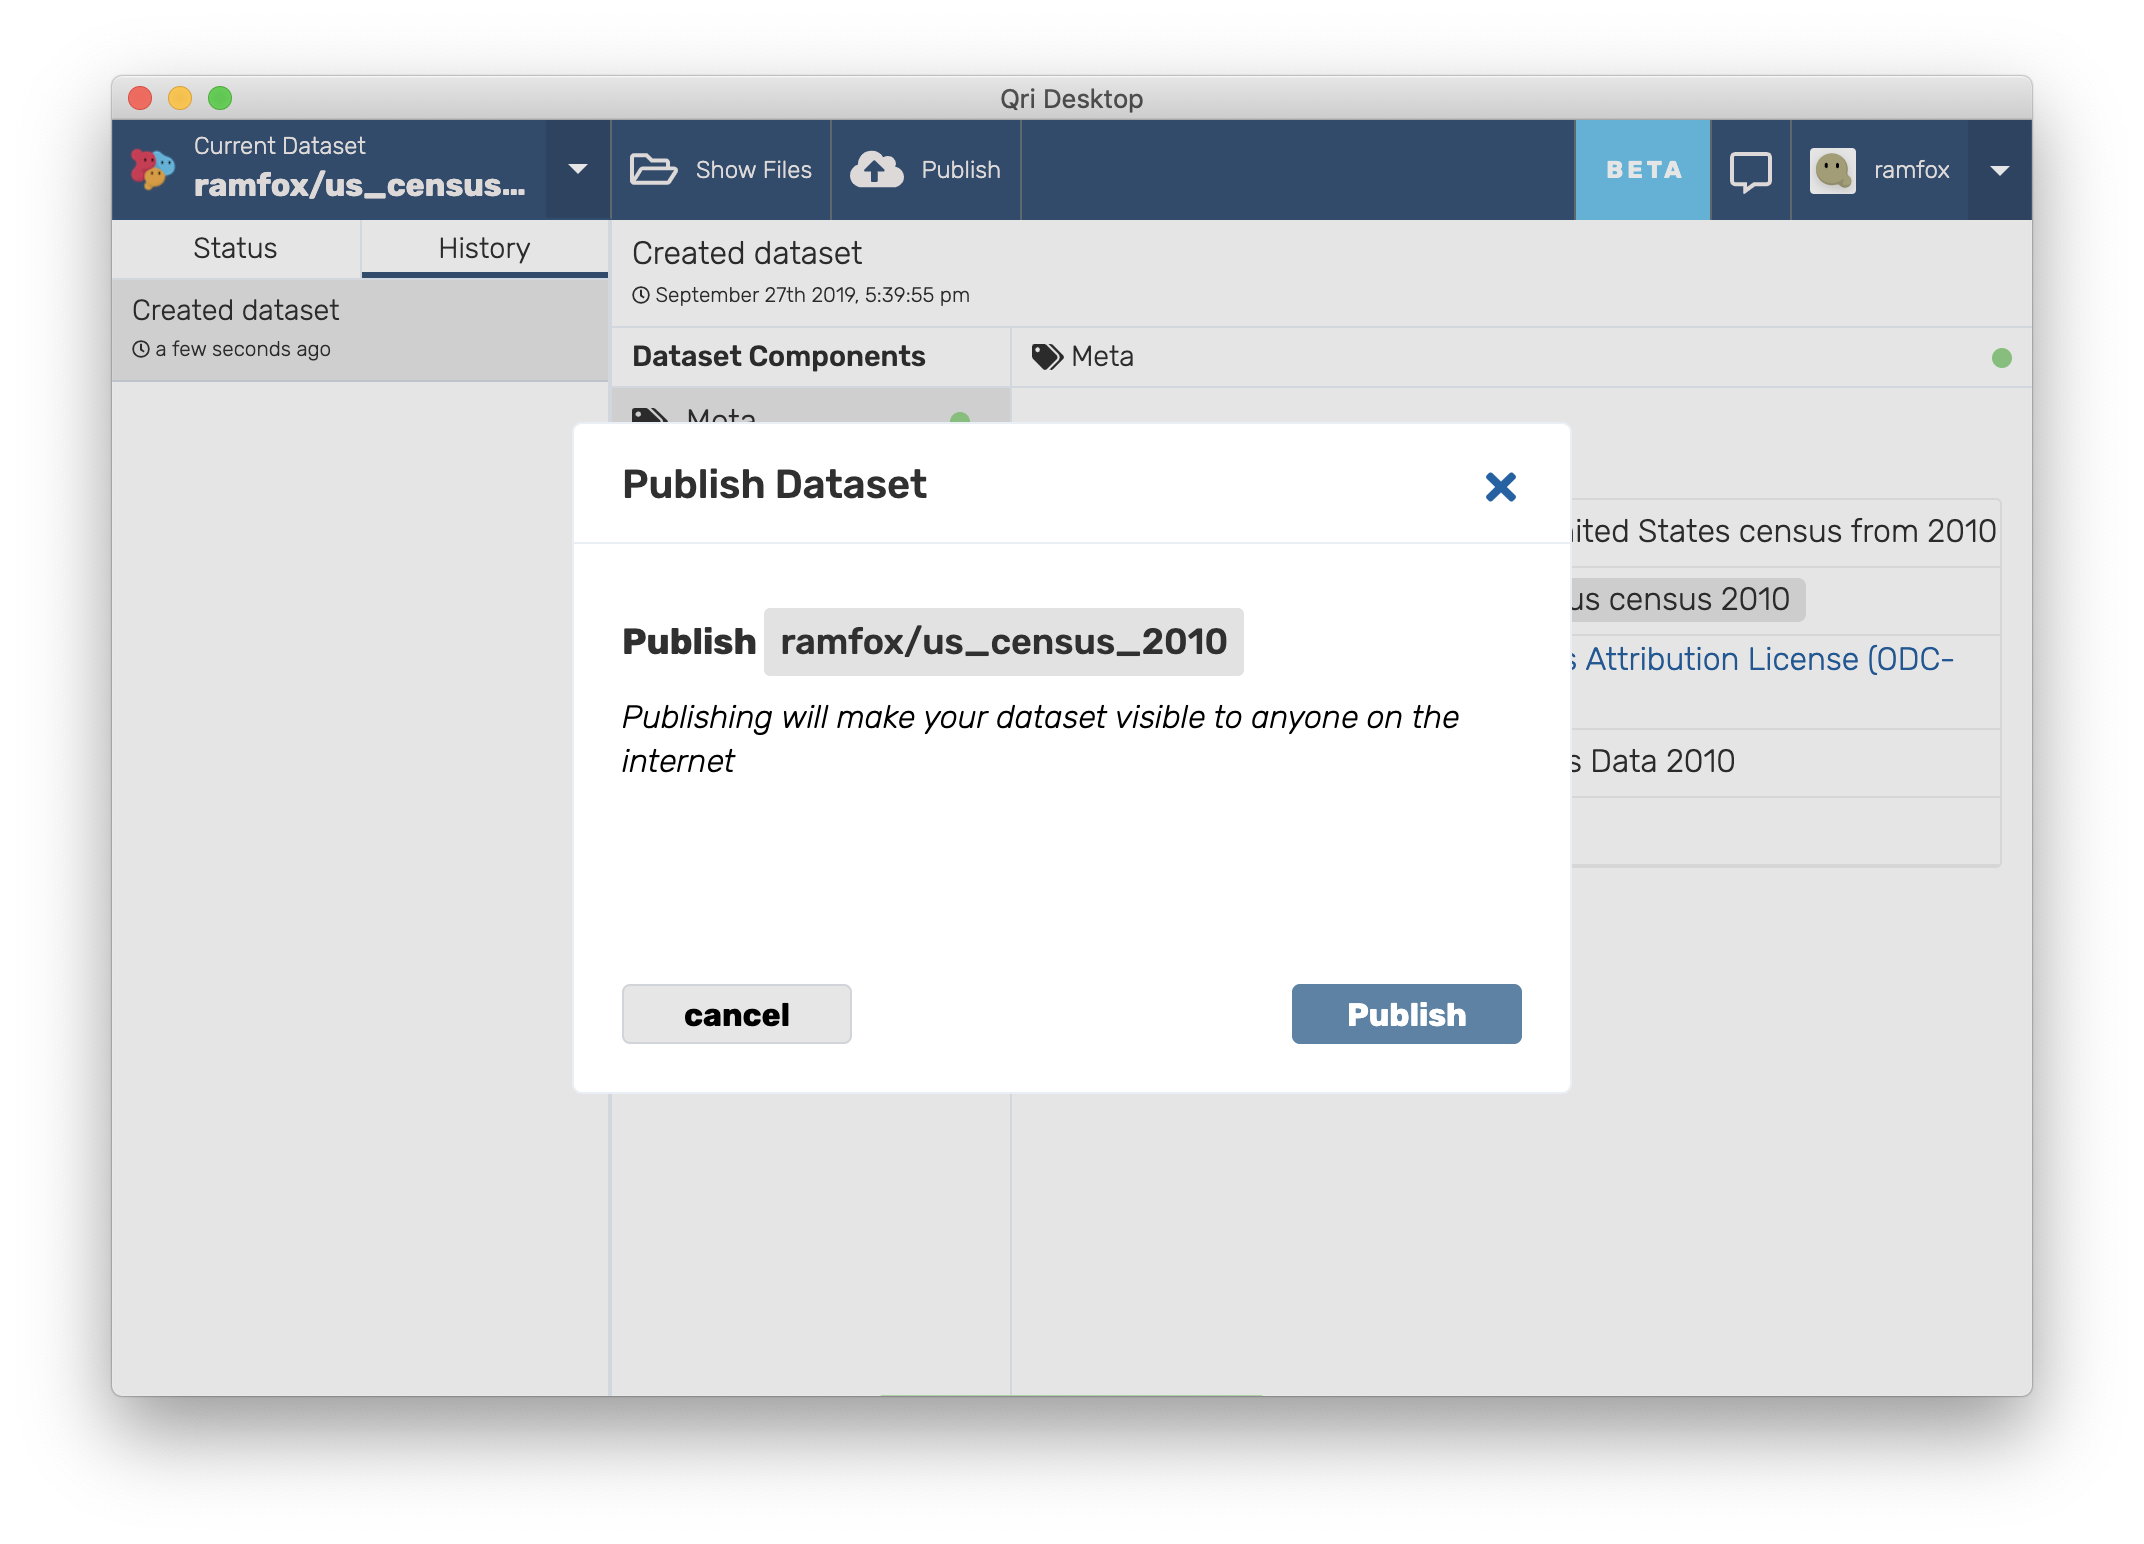 Qri Desktop
Current Dataset
ramfox/us_census...
Show Files
Publish
BETA
ramfox
Status
History
Created dataset
a few seconds ago
Created dataset
September 27th 2019, 5:39:55 pm
Dataset Components
Meta
Meta
Publish Dataset
Publish ramfox/us_census_2010
Publishing will make your dataset visible to anyone on the
internet
cancel
Publish
States census from 2010
us census 2010
Attribution License (ODC-
Data 2010